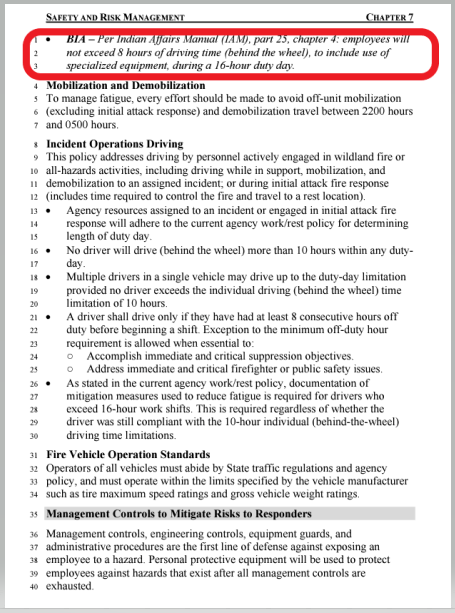 SAFETY AND RISK MANAGEMENT CHAPTER 7
1 • BIA – Per Indian Affairs Manual (IAM), part 25, chapter 4: employees will
2 not exceed 8 hours of driving time (behind the wheel), to include use of
3 specialized equipment, during a 16-hour duty day.
4 Mobilization and Demobilization
5 To manage fatigue, every effort should be made to avoid off-unit mobilization
6 (excluding initial attack response) and demobilization travel between 2200 hours
7 and 0500 hours.
8 Incident Operations Driving
9 This policy addresses driving by personnel actively engaged in wildland fire or
10 all-hazards activities, including driving while in support, mobilization, and
11 demobilization to an assigned incident; or during initial attack fire response
12 (includes time required to control the fire and travel to a rest location).
13 • Agency resources assigned to an incident or engaged in initial attack fire
14 response will adhere to the current agency work/rest policy for determining
15 length of duty day.
16 • No driver will drive (behind the wheel) more than 10 hours within any duty-
17 day.
18 • Multiple drivers in a single vehicle may drive up to the duty-day limitation
19 provided no driver exceeds the individual driving (behind the wheel) time
20 limitation of 10 hours.
21 • A driver shall drive only if they have had at least 8 consecutive hours off
22 duty before beginning a shift. Exception to the minimum off-duty hour
23 requirement is allowed when essential to:
24 ○ Accomplish immediate and critical suppression objectives.
25 ○ Address immediate and critical firefighter or public safety issues.
26 • As stated in the current agency work/rest policy, documentation of
27 mitigation measures used to reduce fatigue is required for drivers who
28 exceed 16-hour work shifts. This is required regardless of whether the
29 driver was still compliant with the 10-hour individual (behind-the-wheel)
30 driving time limitations.
31 Fire Vehicle Operation Standards
32 Operators of all vehicles must abide by State traffic regulations and agency
33 policy, and must operate within the limits specified by the vehicle manufacturer
34 such as tire maximum speed ratings and gross vehicle weight ratings.
35 Management Controls to Mitigate Risks to Responders
36 Management controls, engineering controls, equipment guards, and
37 administrative procedures are the first line of defense against exposing an
38 employee to a hazard. Personal protective equipment will be used to protect
39 employees against hazards that exist after all management controls are
40 exhausted.